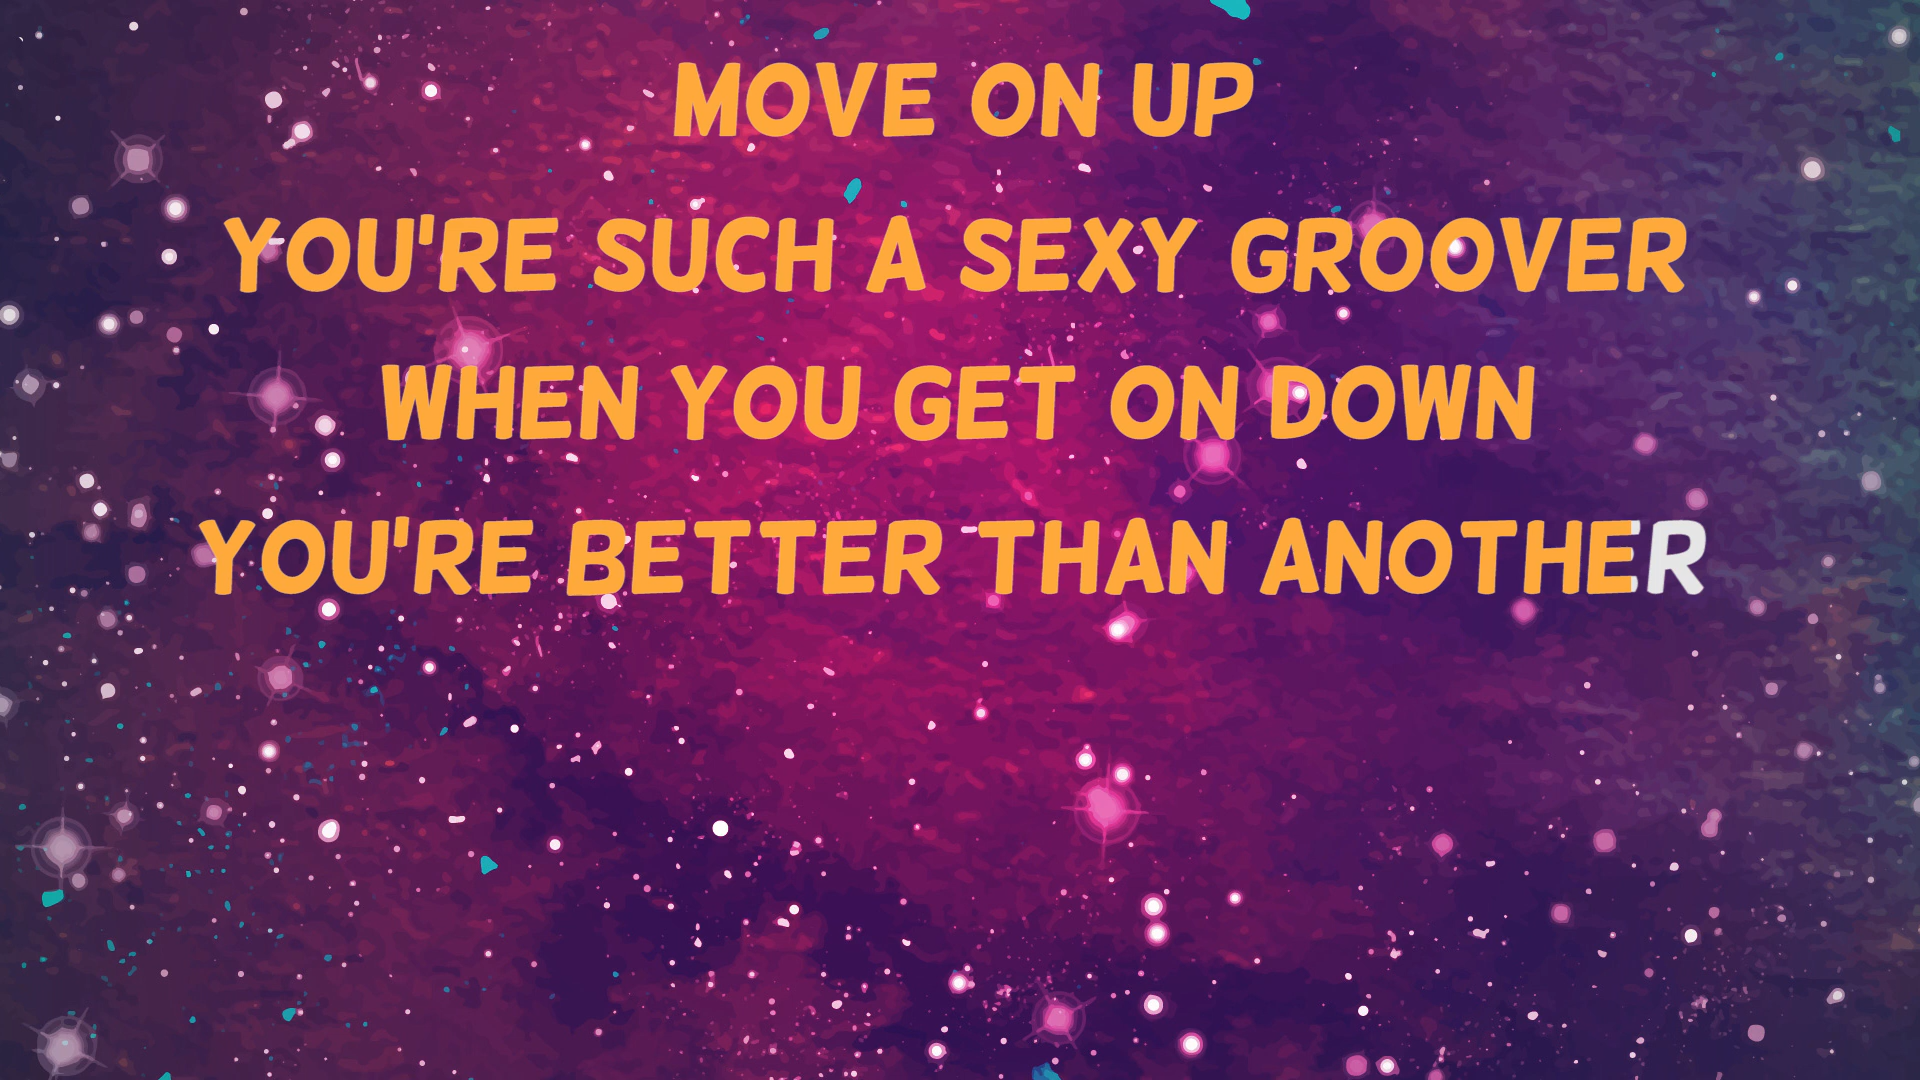 MOVE ON UP
YOU'RE SUCH A SEXY GROOVER
WHEN YOU GET ON DOWN
YOU'RE BETTER THAN ANOTHER